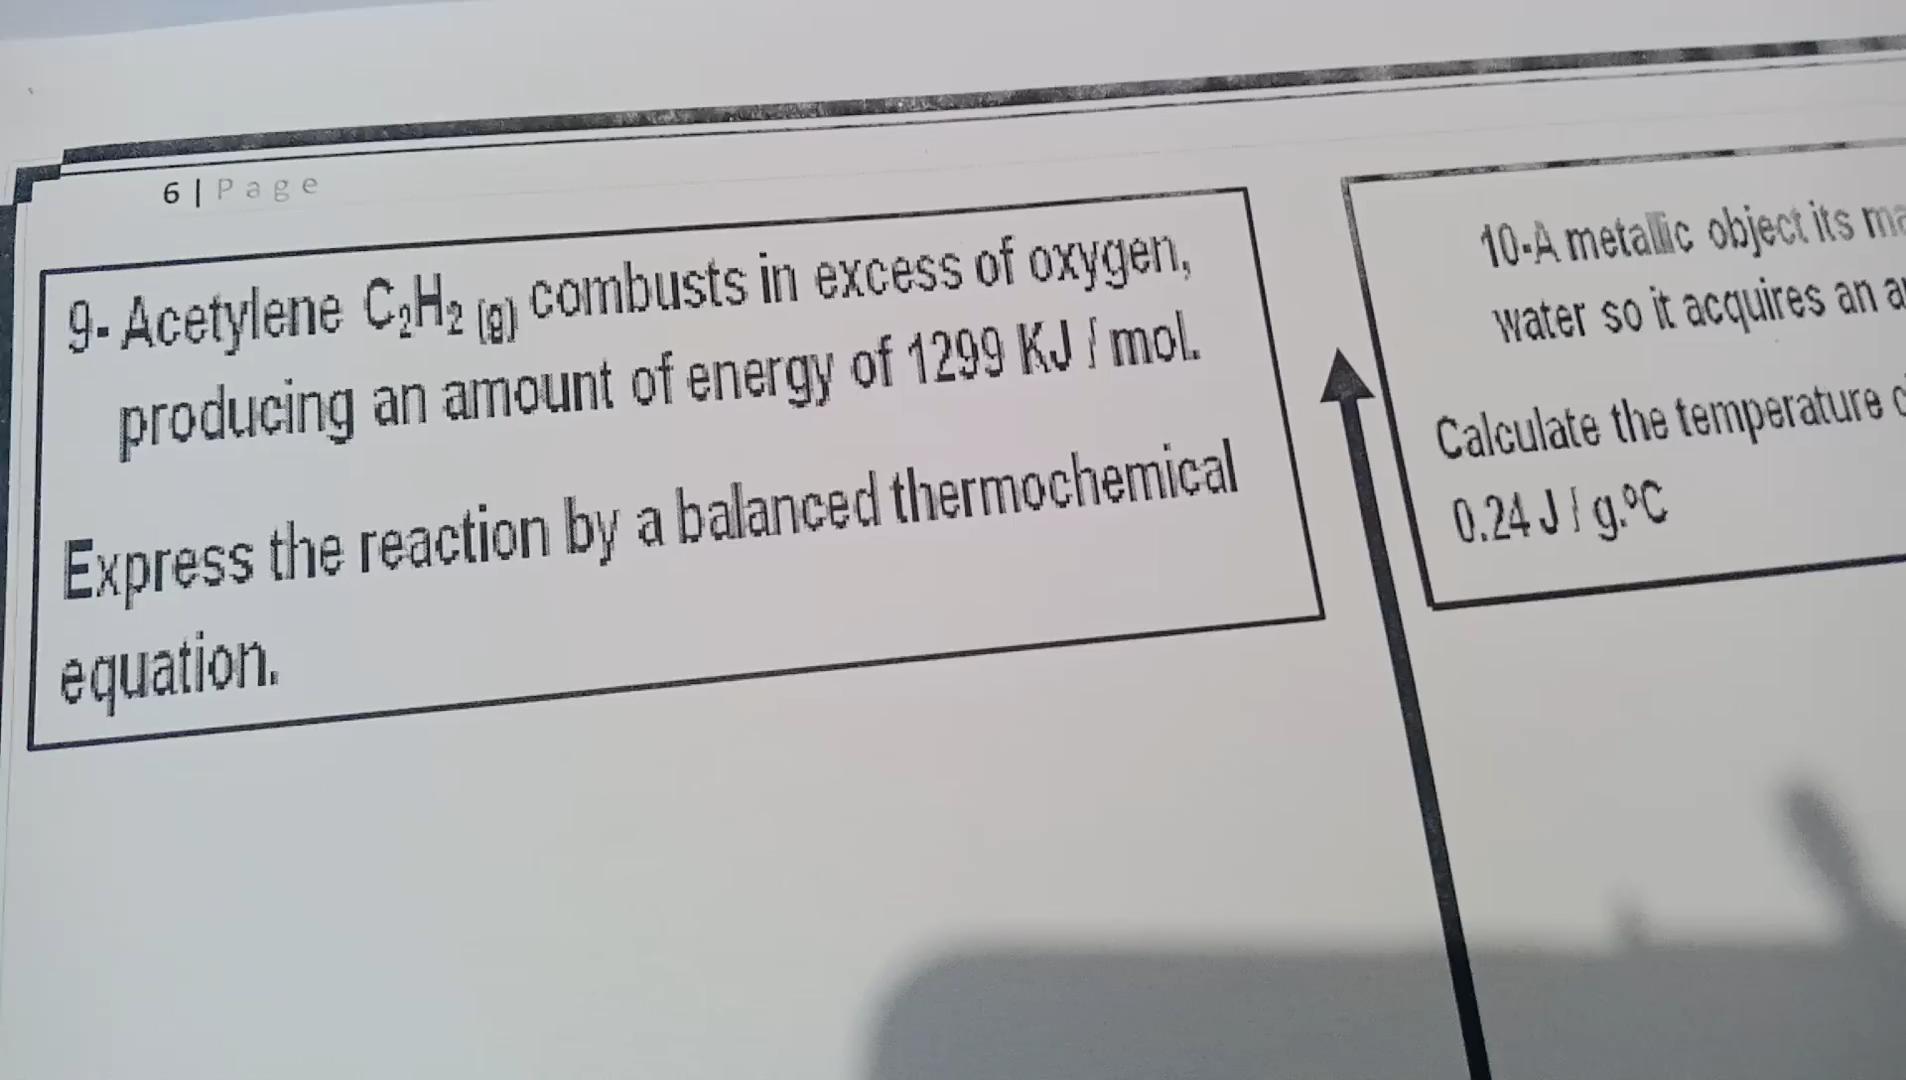 6 | Page
9- Acetylene C₂H₂ (g) combusts in excess of oxygen,
producing an amount of energy of 1299 KJ / mol.
Express the reaction by a balanced thermochemical
equation.
10-A metallic object its
water so it acquires an
Calculate the temperature
0.24 J / g.ºC